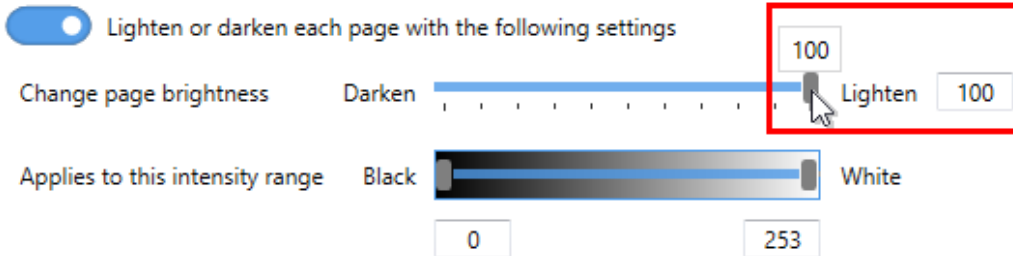 Lighten or darken each page with the following settings
100
Change page brightness Darken Lighten 100
Applies to this intensity range Black White
0 253